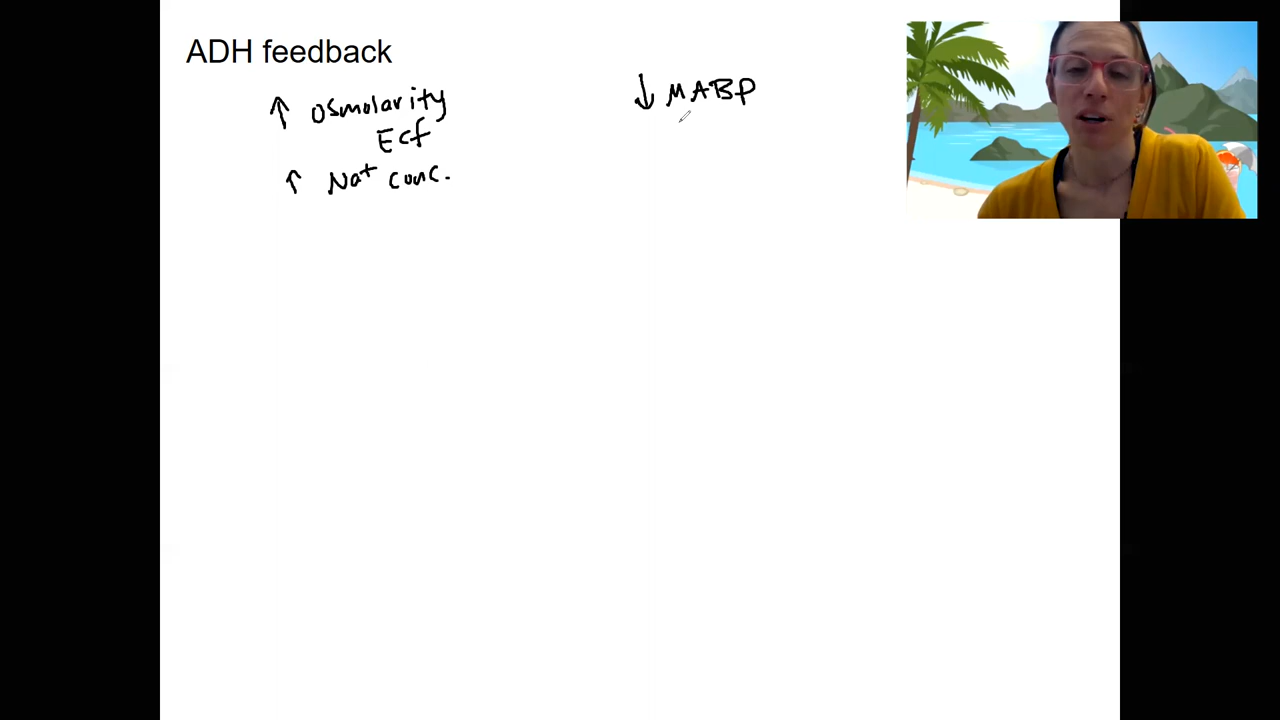 ADH feedback
↑ osmolarity
ECf
↑ Na+ conc.
↓ MABP